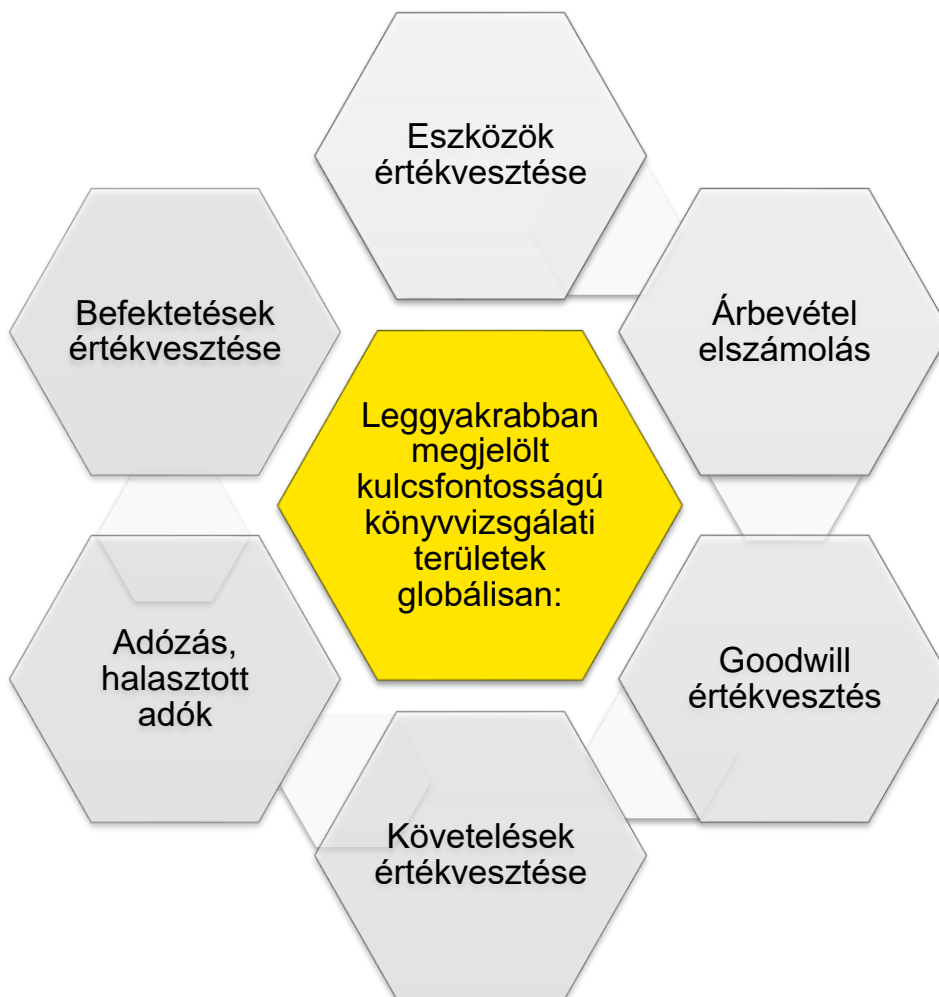 Eszközök
értékvesztése
Árbevétel
elszámolás
Goodwill
értékvesztés
Követelések
értékvesztése
Adózás,
halasztott
adók
Befektetések
értékvesztése
Leggyakrabban
megjelölt
kulcsfontosságú
könyvvizsgálati
területek
globálisan: